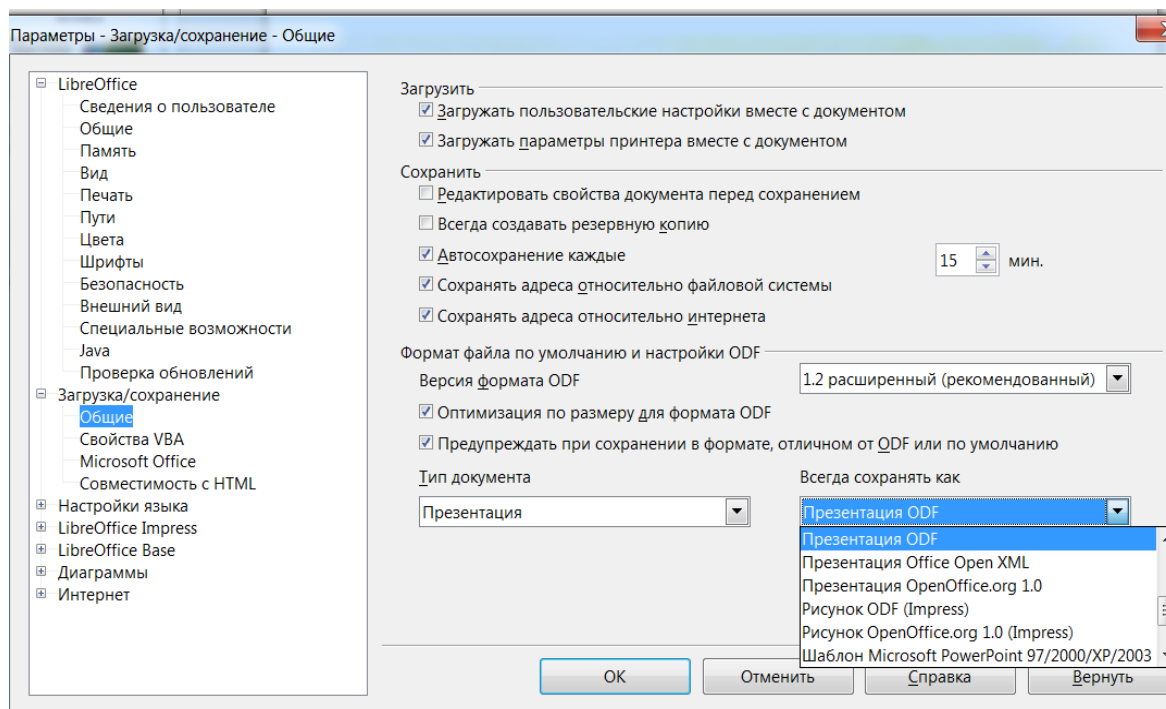 Параметры - Загрузка/сохранение - Общие
LibreOffice
Сведения о пользователе
Общие
Память
Вид
Печать
Пути
Цвета
Шрифты
Безопасность
Внешний вид
Специальные возможности
Java
Проверка обновлений
Загрузка/сохранение
Общие
Свойства VBA
Microsoft Office
Совместимость с HTML
Настройки языка
LibreOffice Impress
LibreOffice Base
Диаграммы
Интернет
Загрузить
Загружать пользовательские настройки вместе с документом
Загружать параметры принтера вместе с документом
Сохранить
Редактировать свойства документа перед сохранением
Всегда создавать резервную копию
Автосохранение каждые 15 мин.
Сохранять адреса относительно файловой системы
Сохранять адреса относительно интернета
Формат файла по умолчанию и настройки ODF
Версия формата ODF 1.2 расширенный (рекомендованный)
Оптимизация по размеру для формата ODF
Предупреждать при сохранении в формате, отличном от ODF или по умолчанию
Тип документа Всегда сохранять как
Презентация Презентация ODF
Презентация ODF
Презентация Office Open XML
Презентация OpenOffice.org 1.0
Рисунок ODF (Impress)
Рисунок OpenOffice.org 1.0 (Impress)
Шаблон Microsoft PowerPoint 97/2000/XP/2003
ОК Отменить Справка Вернуть